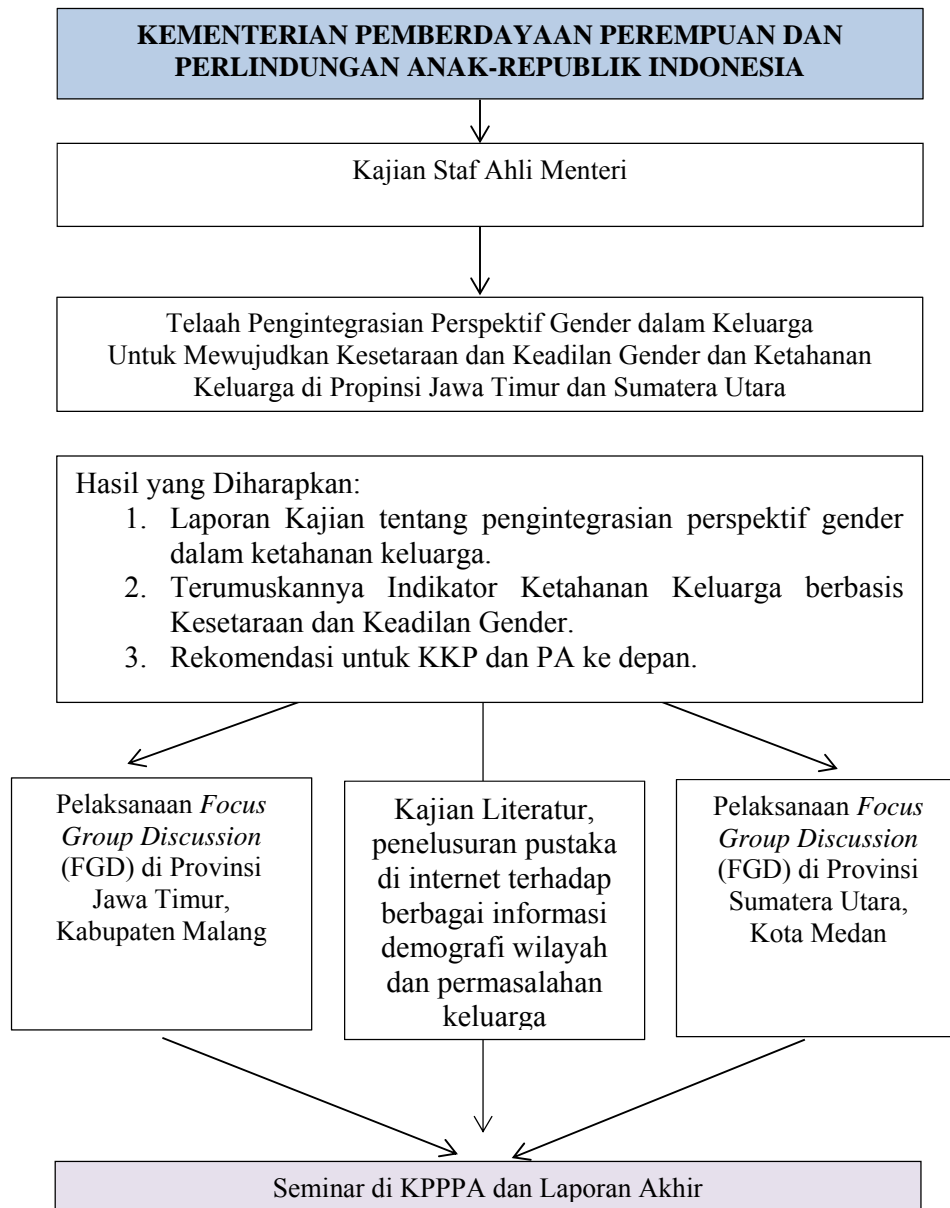 KEMENTERIAN PEMBERDAYAAN PEREMPUAN DAN
PERLINDUNGAN ANAK-REPUBLIK INDONESIA
Kajian Staf Ahli Menteri
Telaah Pengintegrasian Perspektif Gender dalam Keluarga
Untuk Mewujudkan Kesetaraan dan Keadilan Gender dan Ketahanan
Keluarga di Propinsi Jawa Timur dan Sumatera Utara
Hasil yang Diharapkan:
1. Laporan Kajian tentang pengintegrasian perspektif gender
dalam ketahanan keluarga.
2. Terumuskannya Indikator Ketahanan Keluarga berbasis
Kesetaraan dan Keadilan Gender.
3. Rekomendasi untuk KKP dan PA ke depan.
Pelaksanaan Focus
Group Discussion
(FGD) di Provinsi
Jawa Timur,
Kabupaten Malang
Kajian Literatur,
penelusuran pustaka
di internet terhadap
berbagai informasi
demografi wilayah
dan permasalahan
keluarga
Pelaksanaan Focus
Group Discussion
(FGD) di Provinsi
Sumatera Utara,
Kota Medan
Seminar di KPPPA dan Laporan Akhir